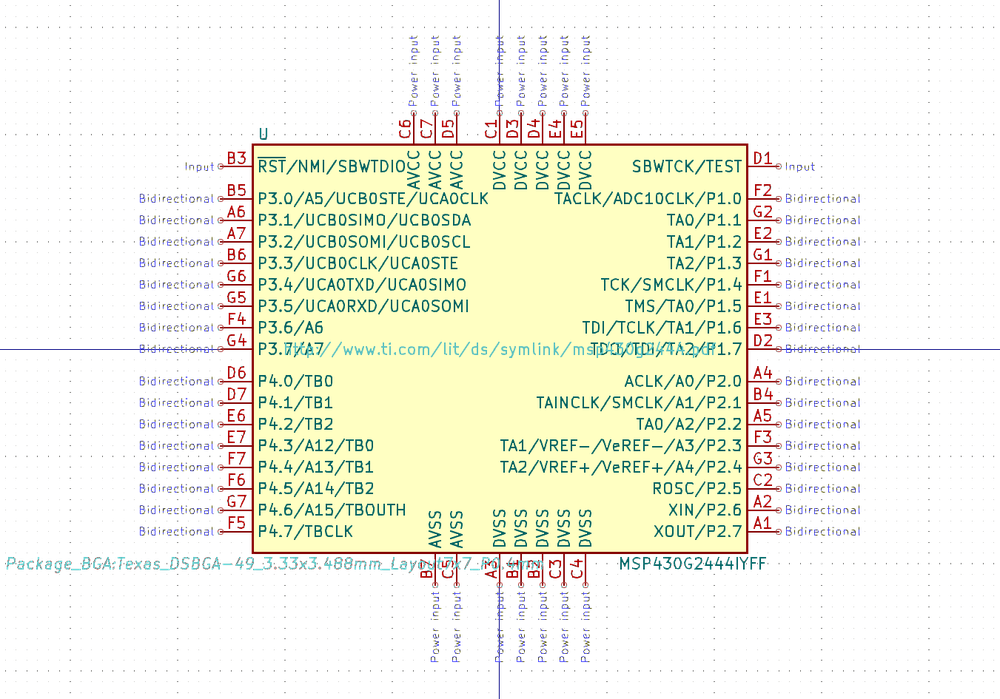 Power input Power input Power input Power input Power input Power input Power input Power input
C6 C7 D5 C1 D3 D4 E4 E5
U
AVCC AVCC AVCC DVCC DVCC DVCC DVCC DVCC
Input B3 RST/NMI/SBWTDIO SBWTCK/TEST D1 Input
Bidirectional B5 P3.0/A5/UCB0STE/UCA0CLK TACLK/ADC10CLK/P1.0 F2 Bidirectional
Bidirectional A6 P3.1/UCB0SIMO/UCB0SDA TA0/P1.1 G2 Bidirectional
Bidirectional A7 P3.2/UCB0SOMI/UCB0SCL TA1/P1.2 E2 Bidirectional
Bidirectional B6 P3.3/UCB0CLK/UCA0STE TA2/P1.3 G1 Bidirectional
Bidirectional G6 P3.4/UCA0TXD/UCA0SIMO TCK/SMCLK/P1.4 F1 Bidirectional
Bidirectional G5 P3.5/UCA0RXD/UCA0SOMI TMS/TA0/P1.5 E1 Bidirectional
Bidirectional F4 P3.6/A6 TDI/TCLK/TA1/P1.6 E3 Bidirectional
Bidirectional G4 P3.7/A7 http://www.ti.com/lit/ds/symlink/msp430g2444.pdf TDO/TDI/TA2/P1.7 D2 Bidirectional
Bidirectional D6 P4.0/TB0 ACLK/A0/P2.0 A4 Bidirectional
Bidirectional D7 P4.1/TB1 TAINCLK/SMCLK/A1/P2.1 B4 Bidirectional
Bidirectional E6 P4.2/TB2 TA0/A2/P2.2 A5 Bidirectional
Bidirectional E7 P4.3/A12/TB0 TA1/VREF-/VeREF-/A3/P2.3 F3 Bidirectional
Bidirectional F7 P4.4/A13/TB1 TA2/VREF+/VeREF+/A4/P2.4 G3 Bidirectional
Bidirectional F6 P4.5/A14/TB2 ROSC/P2.5 C2 Bidirectional
Bidirectional G7 P4.6/A15/TBOUTH XIN/P2.6 A2 Bidirectional
Bidirectional F5 P4.7/TBCLK XOUT/P2.7 A1 Bidirectional
AVSS AVSS DVSS DVSS DVSS DVSS DVSS
Package_BGA:Texas_DSBGA-49_3.33x3.488mm_Layout7x7_P0.4mm MSP430G2444IYFF
C5 A3 B1 B2 C3 C4
Power input Power input Power input Power input Power input Power input Power input